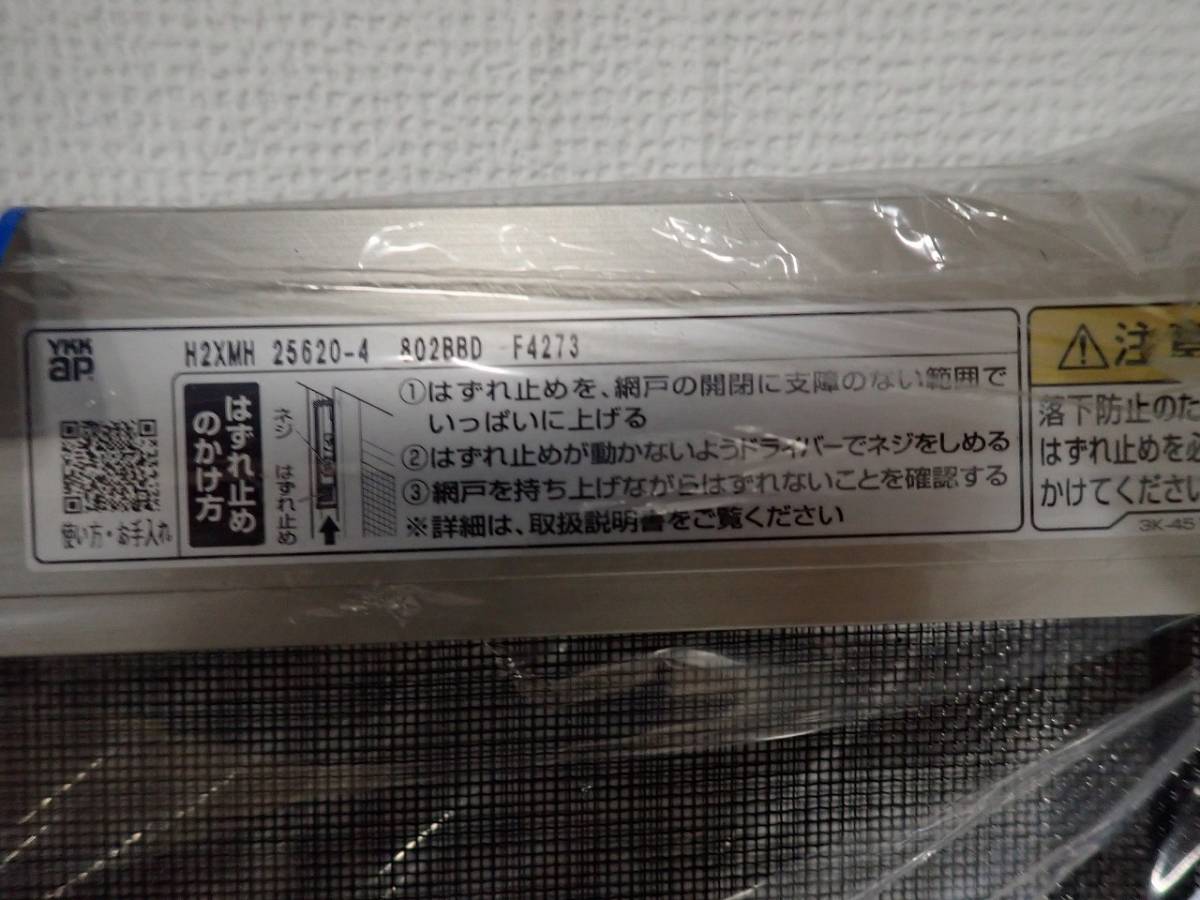 YKK
ap
H2XMH 25620-4 802BBD F4273
使い方・お手入れ
はずれ止め
のかけ方
ネジ
はずれ止め
①はずれ止めを、網戸の開閉に支障のない範囲で
いっぱいに上げる
②はずれ止めが動かないようドライバーでネジをしめる
③網戸を持ち上げながらはずれないことを確認する
※詳細は、取扱説明書をご覧ください
注意
落下防止のた
はずれ止めを必
かけてください
3K-45